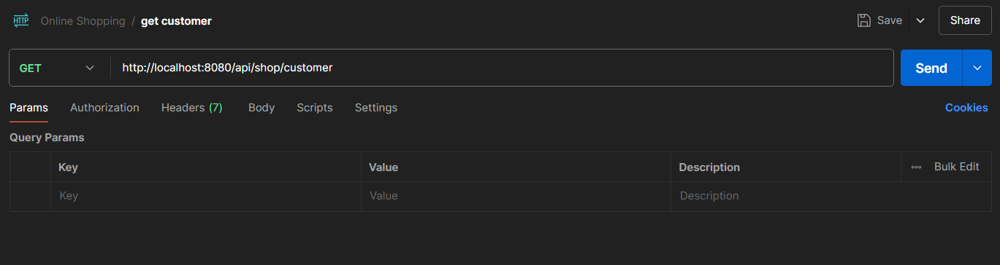 HTTP Online Shopping / get customer Save Share
GET http://localhost:8080/api/shop/customer Send
Params Authorization Headers (7) Body Scripts Settings Cookies
Query Params
Key Value Description ooo Bulk Edit
Key Value Description